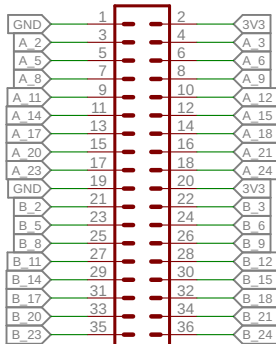 GND 1 2 3V3
A_2 3 4 A_3
A_5 5 6 A_6
A_8 7 8 A_9
A_11 9 10 A_12
A_14 11 12 A_15
A_17 13 14 A_18
A_20 15 16 A_21
A_23 17 18 A_24
GND 19 20 3V3
B_2 21 22 B_3
B_5 23 24 B_6
B_8 25 26 B_9
B_11 27 28 B_12
B_14 29 30 B_15
B_17 31 32 B_18
B_20 33 34 B_21
B_23 35 36 B_24